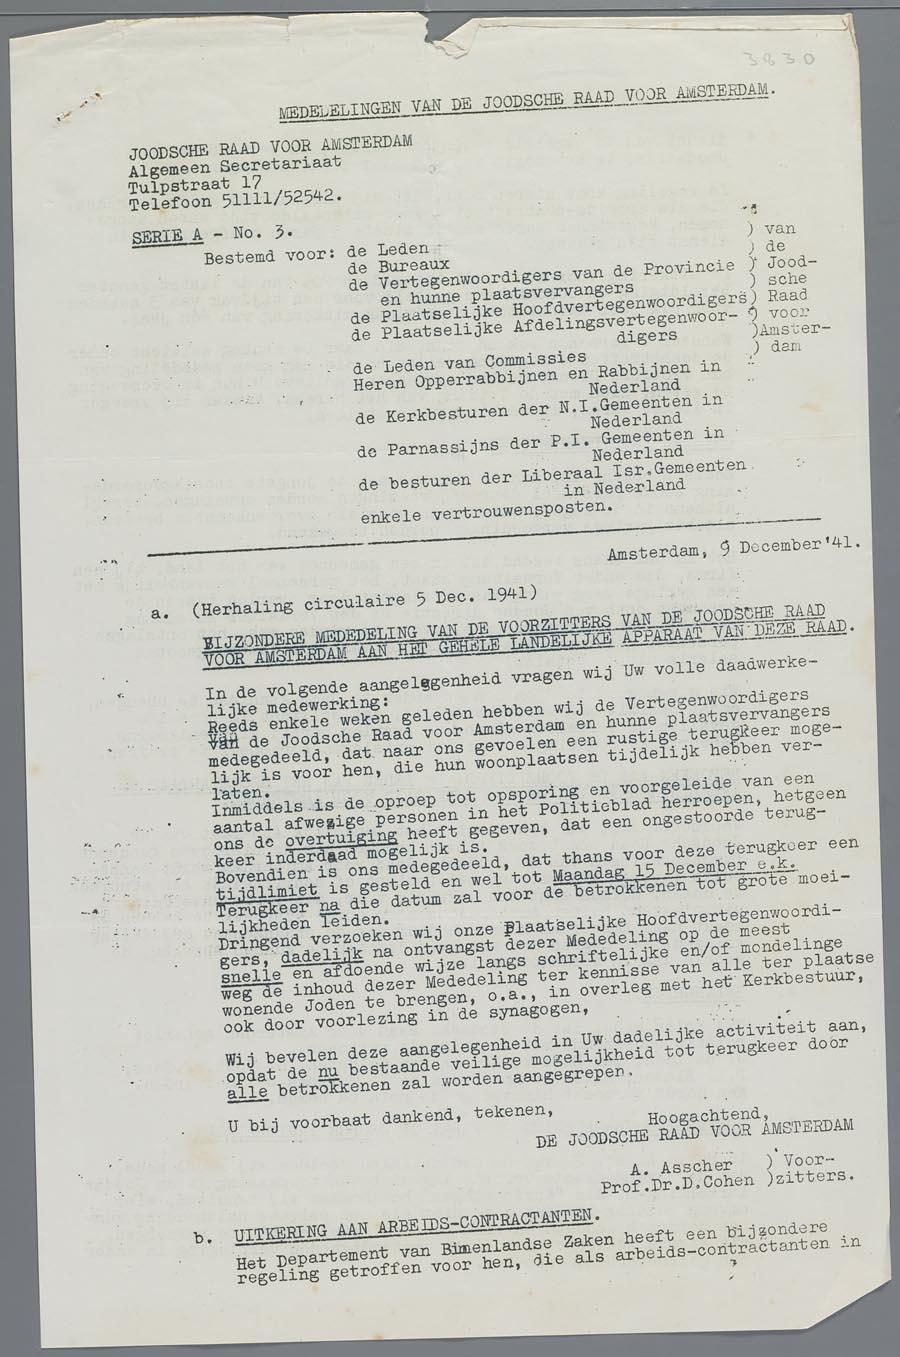 3830
MEDEDELINGEN VAN DE JOODSCHE RAAD VOOR AMSTERDAM.
JOODSCHE RAAD VOOR AMSTERDAM
Algemeen Secretariaat
Tulpstraat 17
Telefoon 51111/52542.
SERIE A - No. 3.
Bestemd voor: de Leden ) van
de Bureaux ) de
de Vertegenwoordigers van de Provincie ) Jood-
en hunne plaatsvervangers ) sche
de Plaatselijke Hoofdvertegenwoordigers ) Raad
de Plaatselijke Afdelingsvertegenwoor- ) voor
digers )Amster-
de Leden van Commissies ) dam
Heren Opperrabbijnen en Rabbijnen in
Nederland
de Kerkbesturen der N.I.Gemeenten in
Nederland
de Parnassijns der P.I. Gemeenten in
Nederland
de besturen der Liberaal Isr.Gemeenten
in Nederland
enkele vertrouwensposten.
Amsterdam, 9 December '41.
a. (Herhaling circulaire 5 Dec. 1941)
BIJZONDERE MEDEDELING VAN DE VOORZITTERS VAN DE JOODSCHE RAAD
VOOR AMSTERDAM AAN HET GEHELE LANDELIJKE APPARAAT VAN DEZE RAAD.
In de volgende aangelegenheid vragen wij Uw volle daadwerke-
lijke medewerking:
Reeds enkele weken geleden hebben wij de Vertegenwoordigers
van de Joodsche Raad voor Amsterdam en hunne plaatsvervangers
medegedeeld, dat naar ons gevoelen een rustige terugkeer moge-
lijk is voor hen, die hun woonplaatsen tijdelijk hebben ver-
laten.
Inmiddels is de oproep tot opsporing en voorgeleide van een
aantal afwezige personen in het Politieblad herroepen, hetgeen
ons de overtuiging heeft gegeven, dat een ongestoorde terug-
keer inderdaad mogelijk is.
Bovendien is ons medegedeeld, dat thans voor deze terugkeer een
tijdlimiet is gesteld en wel tot Maandag 15 December e.k.
Terugkeer na die datum zal voor de betrokkenen tot grote moei-
lijkheden leiden.
Dringend verzoeken wij onze Plaatselijke Hoofdvertegenwoordi-
gers, dadelijk na ontvangst dezer Mededeling op de meest
snelle en afdoende wijze langs schriftelijke en/of mondelinge
weg de inhoud dezer Mededeling ter kennisse van alle ter plaatse
wonende Joden te brengen, o.a., in overleg met het Kerkbestuur,
ook door voorlezing in de synagogen,
Wij bevelen deze aangelegenheid in Uw dadelijke activiteit aan,
opdat de nu bestaande veilige mogelijkheid tot terugkeer door
alle betrokkenen zal worden aangegrepen.
U bij voorbaat dankend, tekenen,
Hoogachtend,
DE JOODSCHE RAAD VOOR AMSTERDAM
A. Asscher ) Voor-
Prof.Dr.D.Cohen )zitters.
b. UITKERING AAN ARBEIDS-CONTRACTANTEN.
Het Departement van Binnenlandse Zaken heeft een bijzondere
regeling getroffen voor hen, die als arbeids-contractanten in